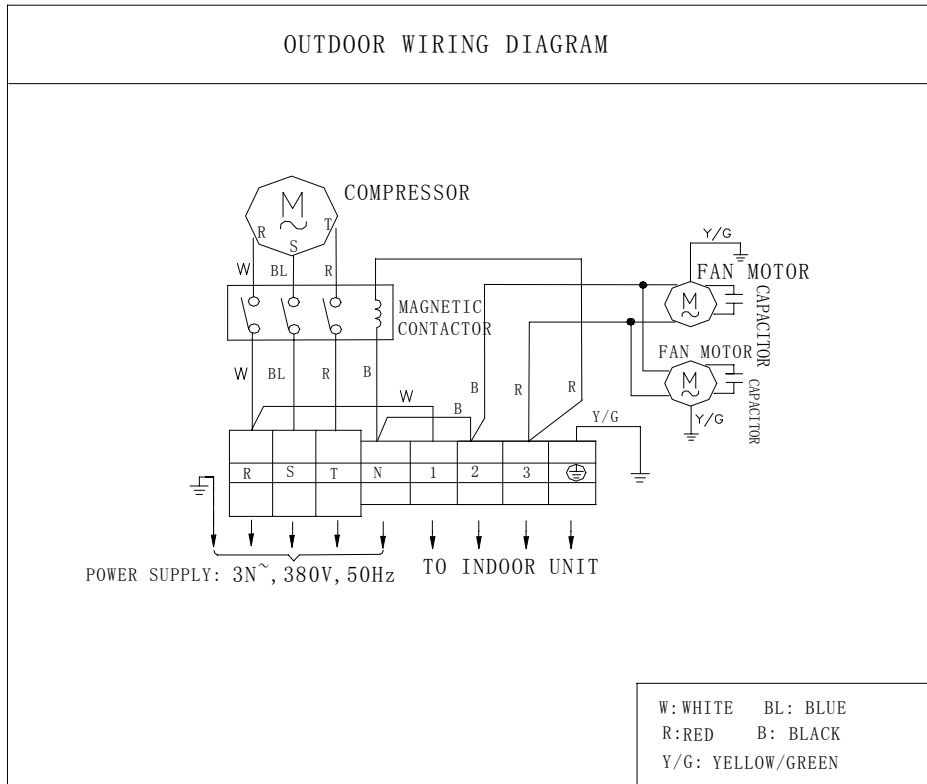 OUTDOOR WIRING DIAGRAM
COMPRESSOR
M
R
S
T
W
BL
R
MAGNETIC
CONTACTOR
Y/G
FAN MOTOR
M
CAPACITOR
FAN MOTOR
M
CAPACITOR
Y/G
W
BL
R
B
W
B
B
R
R
Y/G
R S T N 1 2 3
POWER SUPPLY: 3N~, 380V, 50Hz
TO INDOOR UNIT
W: WHITE BL: BLUE
R: RED B: BLACK
Y/G: YELLOW/GREEN